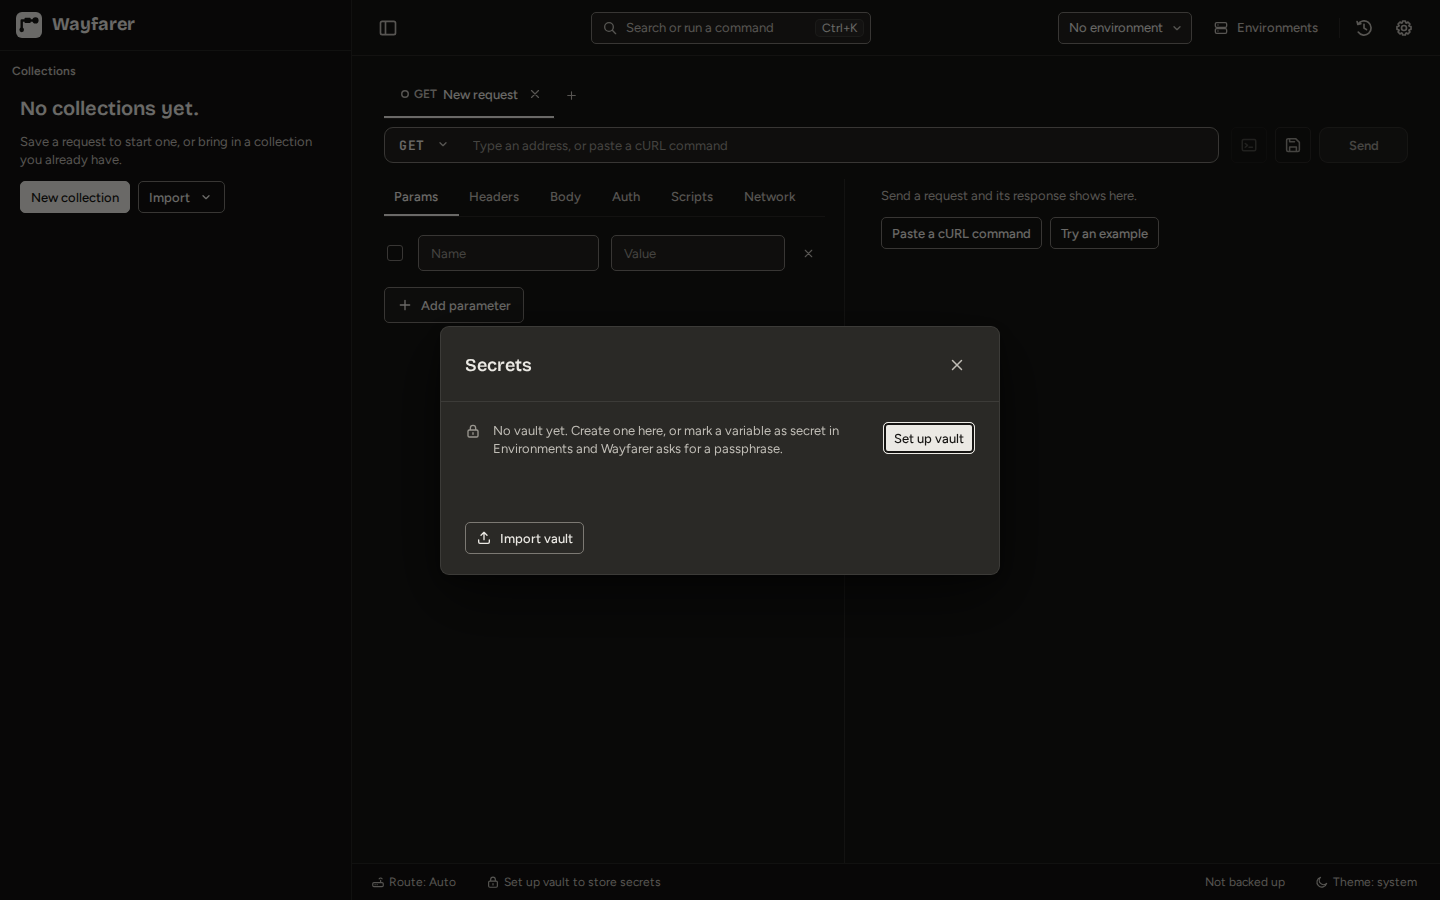 Wayfarer
Search or run a command
Ctrl+K
No environment
Environments
Collections
No collections yet.
Save a request to start one, or bring in a collection
you already have.
New collection
Import
GET New request
GET
Type an address, or paste a cURL command
Send
Params
Headers
Body
Auth
Scripts
Network
Name
Value
Add parameter
Send a request and its response shows here.
Paste a cURL command
Try an example
Secrets
No vault yet. Create one here, or mark a variable as secret in
Environments and Wayfarer asks for a passphrase.
Set up vault
Import vault
Route: Auto
Set up vault to store secrets
Not backed up
Theme: system